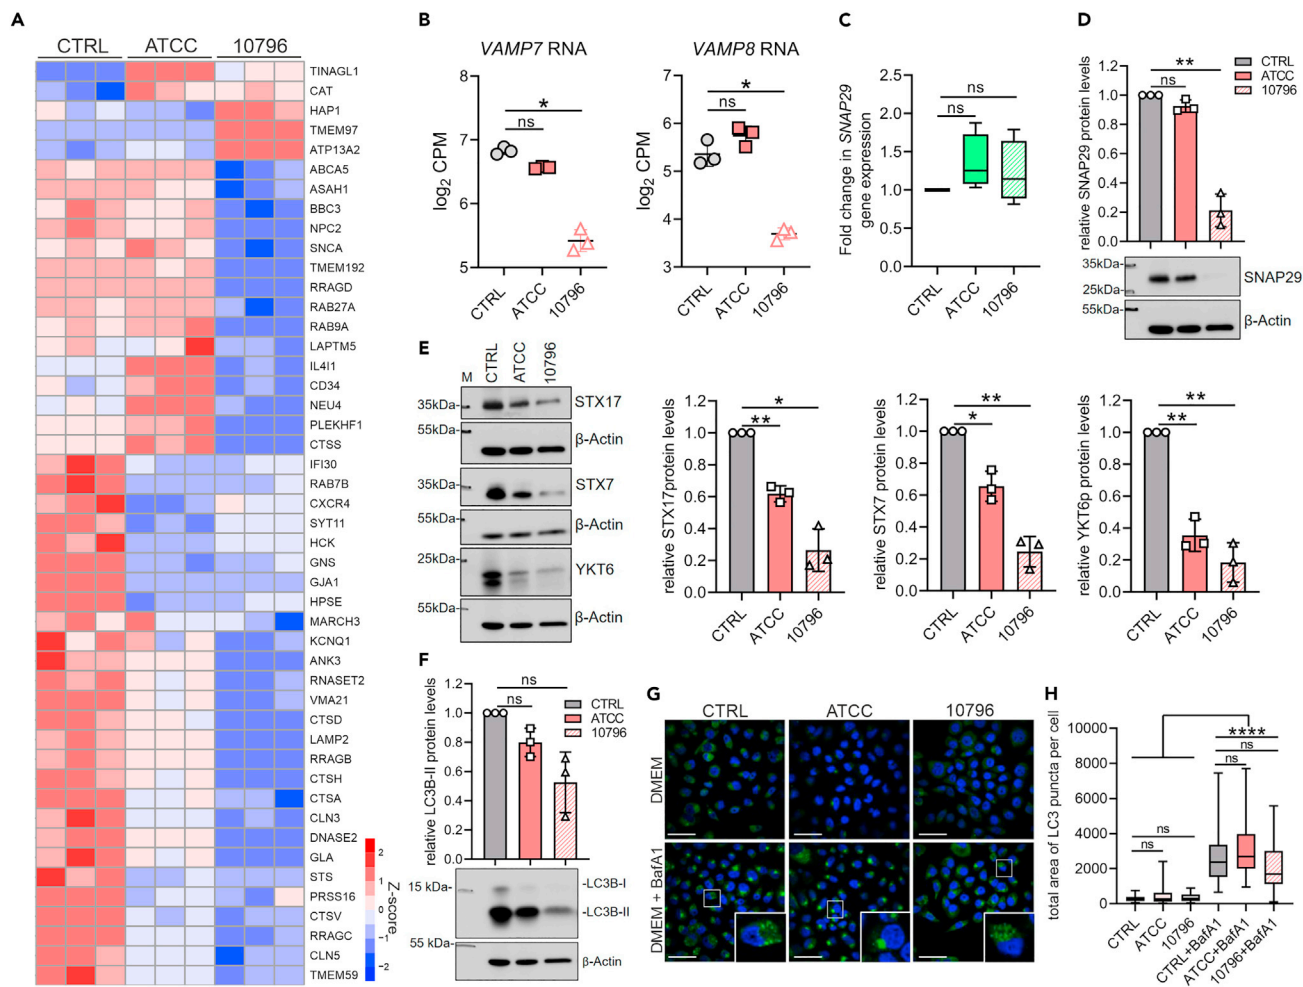 A
CTRL
ATCC
10796
TINAGL1
CAT
HAP1
TMEM97
ATP13A2
ABCA5
ASAH1
BBC3
NPC2
SNCA
TMEM192
RRAGD
RAB27A
RAB9A
LAPTM5
IL4I1
CD34
NEU4
PLEKHF1
CTSS
IFI30
RAB7B
CXCR4
SYT11
HCK
GNS
GJA1
HPSE
MARCH3
KCNQ1
ANK3
RNASET2
VMA21
CTSD
LAMP2
RRAGB
CTSH
CTSA
CLN3
DNASE2
GLA
STS
PRSS16
CTSV
RRAGC
CLN5
TMEM59
2
1
0
−1
−2
Z-score
B
VAMP7 RNA
log2 CPM
8
7
6
5
*
ns
CTRL
ATCC
10796
VAMP8 RNA
log2 CPM
7
6
5
4
3
*
ns
CTRL
ATCC
10796
C
Fold change in SNAP29
gene expression
2.5
2.0
1.5
1.0
0.5
0.0
ns
ns
CTRL
ATCC
10796
D
relative SNAP29 protein levels
1.2
1.0
0.8
0.6
0.4
0.2
0.0
**
ns
CTRL
ATCC
10796
35kDa-
25kDa-
SNAP29
55kDa-
β-Actin
E
M
CTRL
ATCC
10796
35kDa-
STX17
55kDa-
β-Actin
35kDa-
STX7
55kDa-
β-Actin
25kDa-
YKT6
55kDa-
β-Actin
relative STX17protein levels
1.2
1.0
0.8
0.6
0.4
0.2
0.0
*
**
CTRL
ATCC
10796
relative STX7 protein levels
1.2
1.0
0.8
0.6
0.4
0.2
0.0
**
*
CTRL
ATCC
10796
relative YKT6p protein levels
1.2
1.0
0.8
0.6
0.4
0.2
0.0
**
**
CTRL
ATCC
10796
F
relative LC3B-II protein levels
1.2
1.0
0.8
0.6
0.4
0.2
0.0
ns
ns
CTRL
ATCC
10796
15 kDa-
-LC3B-I
-LC3B-II
55 kDa-
β-Actin
G
CTRL
ATCC
10796
DMEM
DMEM + BafA1
H
total area of LC3 puncta per cell
10000
8000
6000
4000
2000
0
****
ns
ns
ns
ns
CTRL
ATCC
10796
CTRL+BafA1
ATCC+BafA1
10796+BafA1